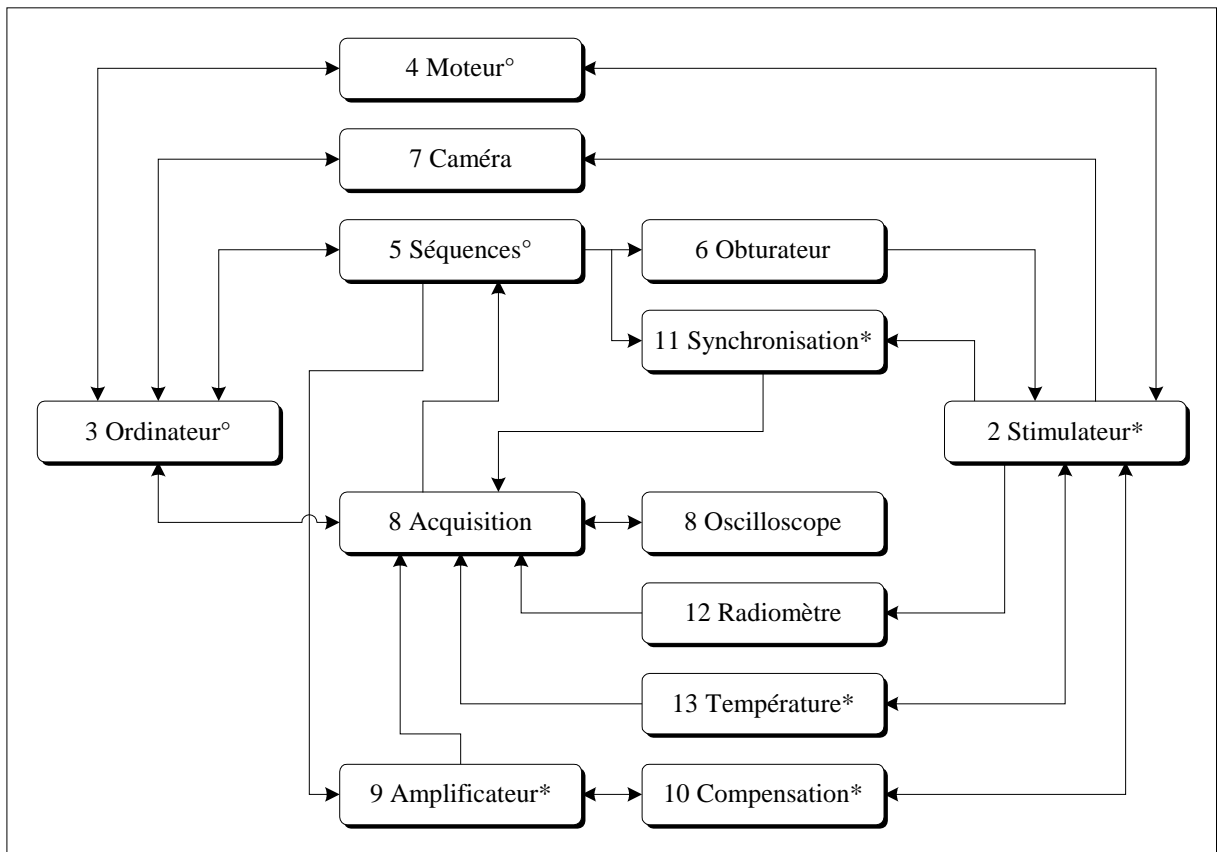 4 Moteur°
7 Caméra
5 Séquences°
6 Obturateur
11 Synchronisation*
3 Ordinateur°
2 Stimulateur*
8 Acquisition
8 Oscilloscope
12 Radiomètre
13 Température*
9 Amplificateur*
10 Compensation*